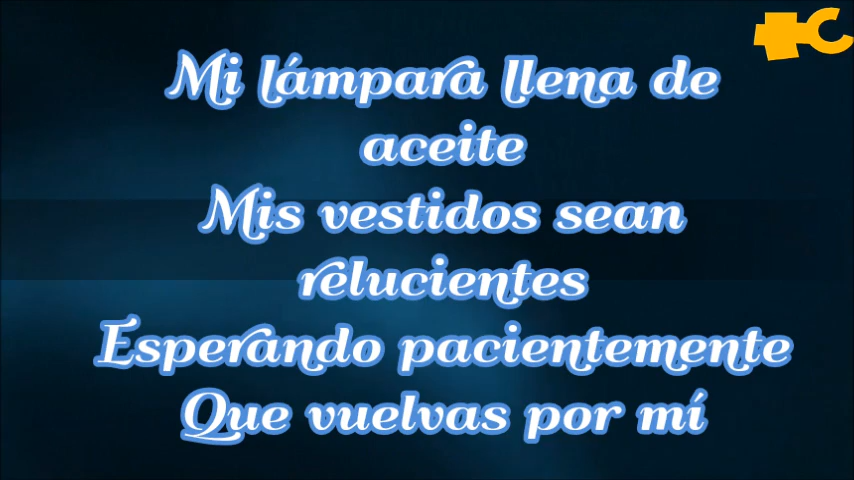 Mi lámpara llena de
aceite
Mis vestidos sean
relucientes
Esperando pacientemente
Que vuelvas por mí